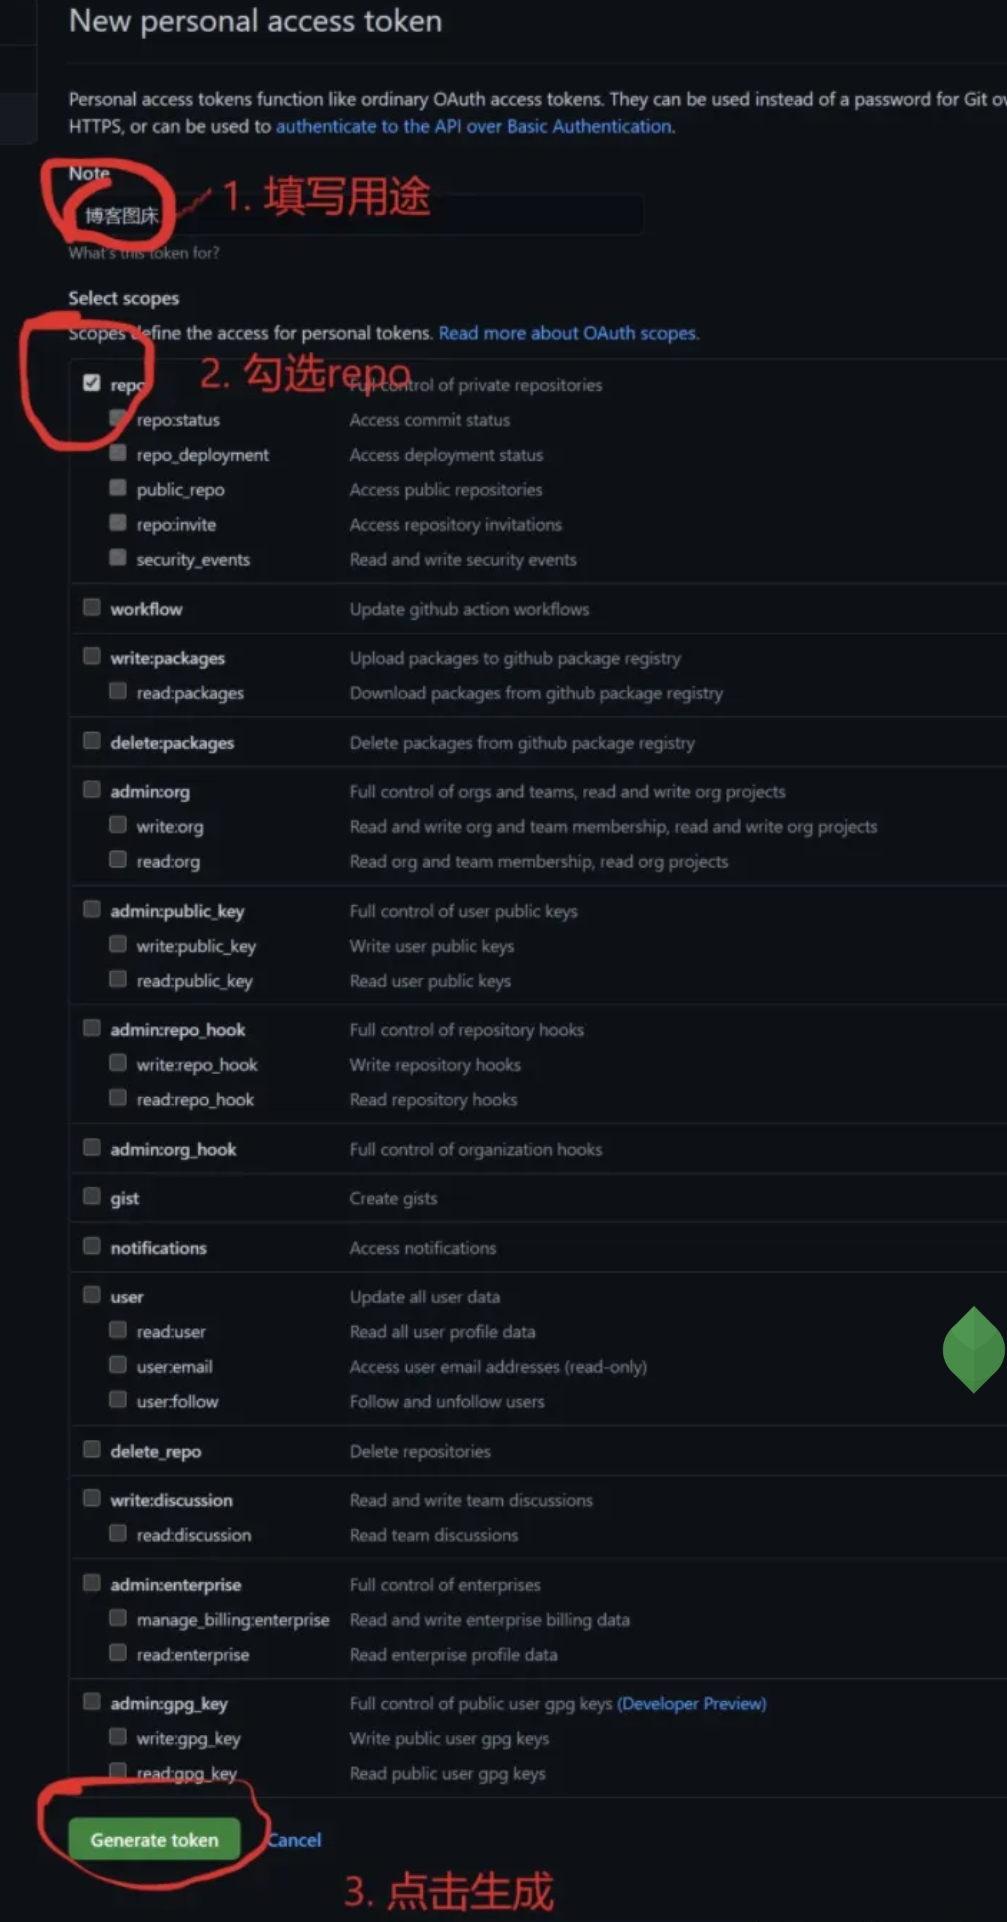 New personal access token
Personal access tokens function like ordinary OAuth access tokens. They can be used instead of a password for Git
HTTPS, or can be used to authenticate to the API over Basic Authentication.
Note
1. 填写用途
博客图床
What's this token for?
Select scopes
Scopes define the access for personal tokens. Read more about OAuth scopes.
2. 勾选repo
repo Full control of private repositories
repo:status Access commit status
repo_deployment Access deployment status
public_repo Access public repositories
repo:invite Access repository invitations
security_events Read and write security events
workflow Update github action workflows
write:packages Upload packages to github package registry
read:packages Download packages from github package registry
delete:packages Delete packages from github package registry
admin:org Full control of orgs and teams, read and write org projects
write:org Read and write org and team membership, read and write org projects
read:org Read org and team membership, read org projects
admin:public_key Full control of user public keys
write:public_key Write user public keys
read:public_key Read user public keys
admin:repo_hook Full control of repository hooks
write:repo_hook Write repository hooks
read:repo_hook Read repository hooks
admin:org_hook Full control of organization hooks
gist Create gists
notifications Access notifications
user Update all user data
read:user Read all user profile data
user:email Access user email addresses (read-only)
user:follow Follow and unfollow users
delete_repo Delete repositories
write:discussion Read and write team discussions
read:discussion Read team discussions
admin:enterprise Full control of enterprises
manage_billing:enterprise Read and write enterprise billing data
read:enterprise Read enterprise profile data
admin:gpg_key Full control of public user gpg keys (Developer Preview)
write:gpg_key Write public user gpg keys
read:gpg_key Read public user gpg keys
Generate token Cancel
3. 点击生成